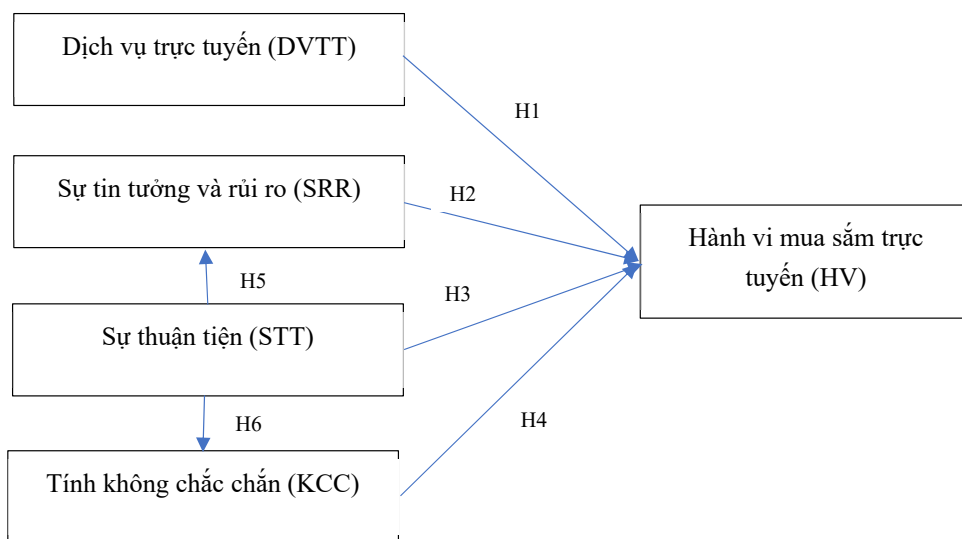 Dịch vụ trực tuyến (DVTT)
H1
Sự tin tưởng và rủi ro (SRR)
H2
Hành vi mua sắm trực
tuyến (HV)
H5
H3
Sự thuận tiện (STT)
H6
H4
Tính không chắc chắn (KCC)